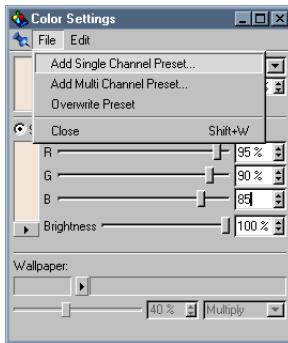 Color Settings
File Edit
Add Single Channel Preset...
Add Multi Channel Preset...
%
Overwrite Preset
Close Shift+W
R 95 %
G 90 %
B 85
Brightness 100 %
Wallpaper:
40 % Multiply